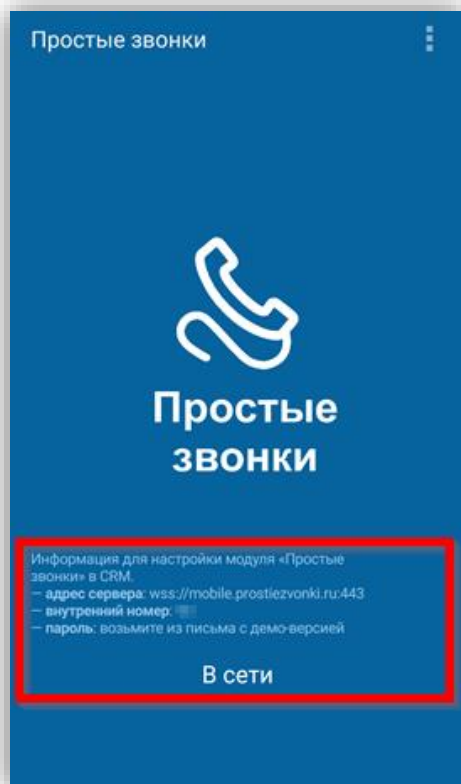 Простые звонки
Простые
звонки
Информация для настройки модуля «Простые
звонки» в CRM.
— адрес сервера: wss://mobile.prostiezvonki.ru:443
— внутренний номер:
— пароль: возьмите из письма с демо-версией
В сети